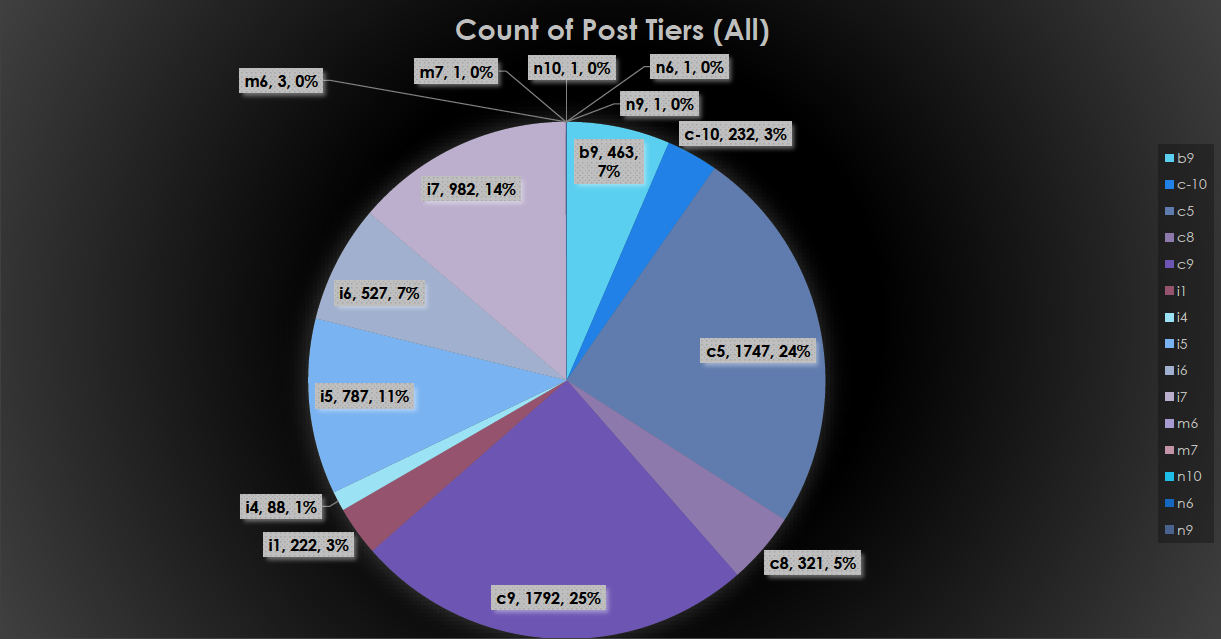 Count of Post Tiers (All)
m6, 3, 0%
m7, 1, 0%
n10, 1, 0%
n6, 1, 0%
n9, 1, 0%
c-10, 232, 3%
b9, 463,
7%
i7, 982, 14%
i6, 527, 7%
c5, 1747, 24%
i5, 787, 11%
i4, 88, 1%
i1, 222, 3%
c8, 321, 5%
c9, 1792, 25%
b9
c-10
c5
c8
c9
i1
i4
i5
i6
i7
m6
m7
n10
n6
n9